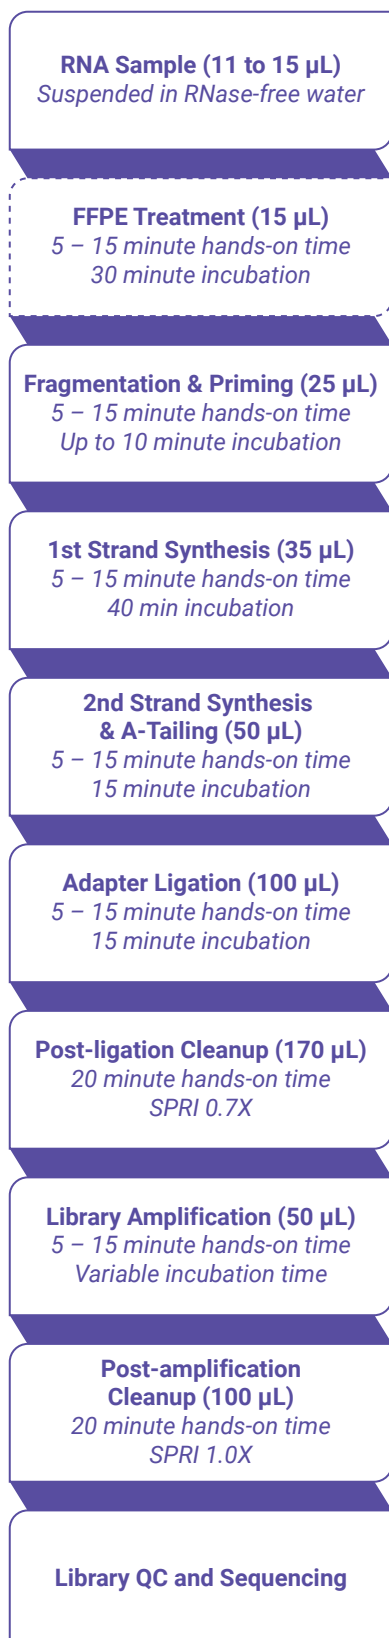 RNA Sample (11 to 15 µL)
Suspended in RNase-free water
FFPE Treatment (15 µL)
5 – 15 minute hands-on time
30 minute incubation
Fragmentation & Priming (25 µL)
5 – 15 minute hands-on time
Up to 10 minute incubation
1st Strand Synthesis (35 µL)
5 – 15 minute hands-on time
40 min incubation
2nd Strand Synthesis
& A-Tailing (50 µL)
5 – 15 minute hands-on time
15 minute incubation
Adapter Ligation (100 µL)
5 – 15 minute hands-on time
15 minute incubation
Post-ligation Cleanup (170 µL)
20 minute hands-on time
SPRI 0.7X
Library Amplification (50 µL)
5 – 15 minute hands-on time
Variable incubation time
Post-amplification
Cleanup (100 µL)
20 minute hands-on time
SPRI 1.0X
Library QC and Sequencing